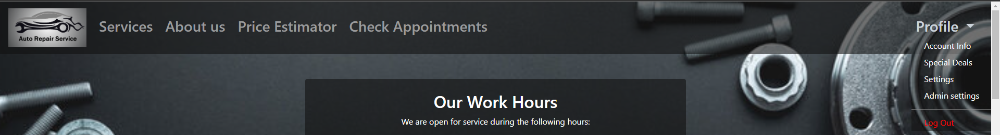 Auto Repair Service
Services About us Price Estimator Check Appointments Profile
Account Info
Special Deals
Settings
Admin settings
Log Out
Our Work Hours
We are open for service during the following hours: